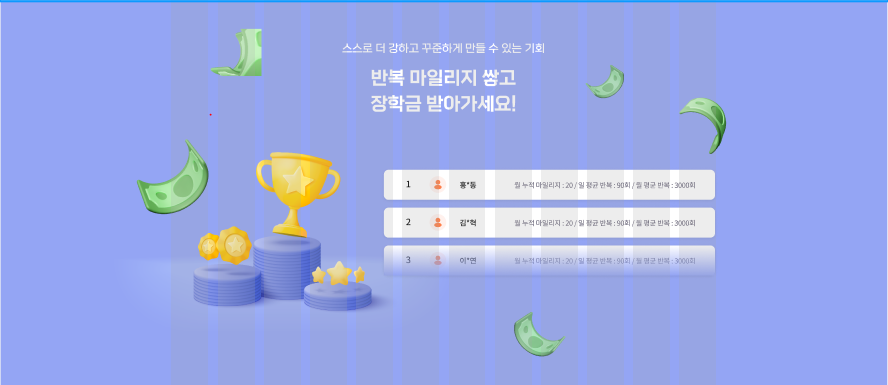 스스로 더 강하고 꾸준하게 만들 수 있는 기회
반복 마일리지 쌓고
장학금 받아가세요!
1 홍*동 월 누적 마일리지 : 20 / 일 평균 반복 : 90회 / 월 평균 반복 : 3000회
2 김*혁 월 누적 마일리지 : 20 / 일 평균 반복 : 90회 / 월 평균 반복 : 3000회
3 이*연 월 누적 마일리지 : 20 / 일 평균 반복 : 90회 / 월 평균 반복 : 3000회